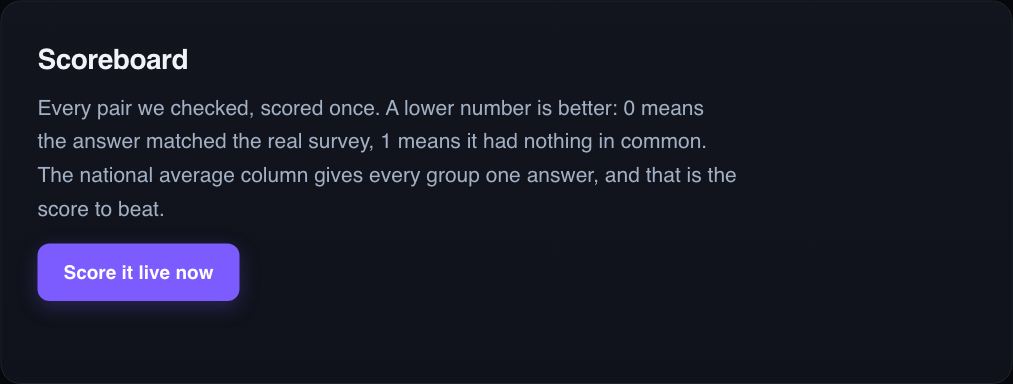 Scoreboard
Every pair we checked, scored once. A lower number is better: 0 means
the answer matched the real survey, 1 means it had nothing in common.
The national average column gives every group one answer, and that is the
score to beat.
Score it live now